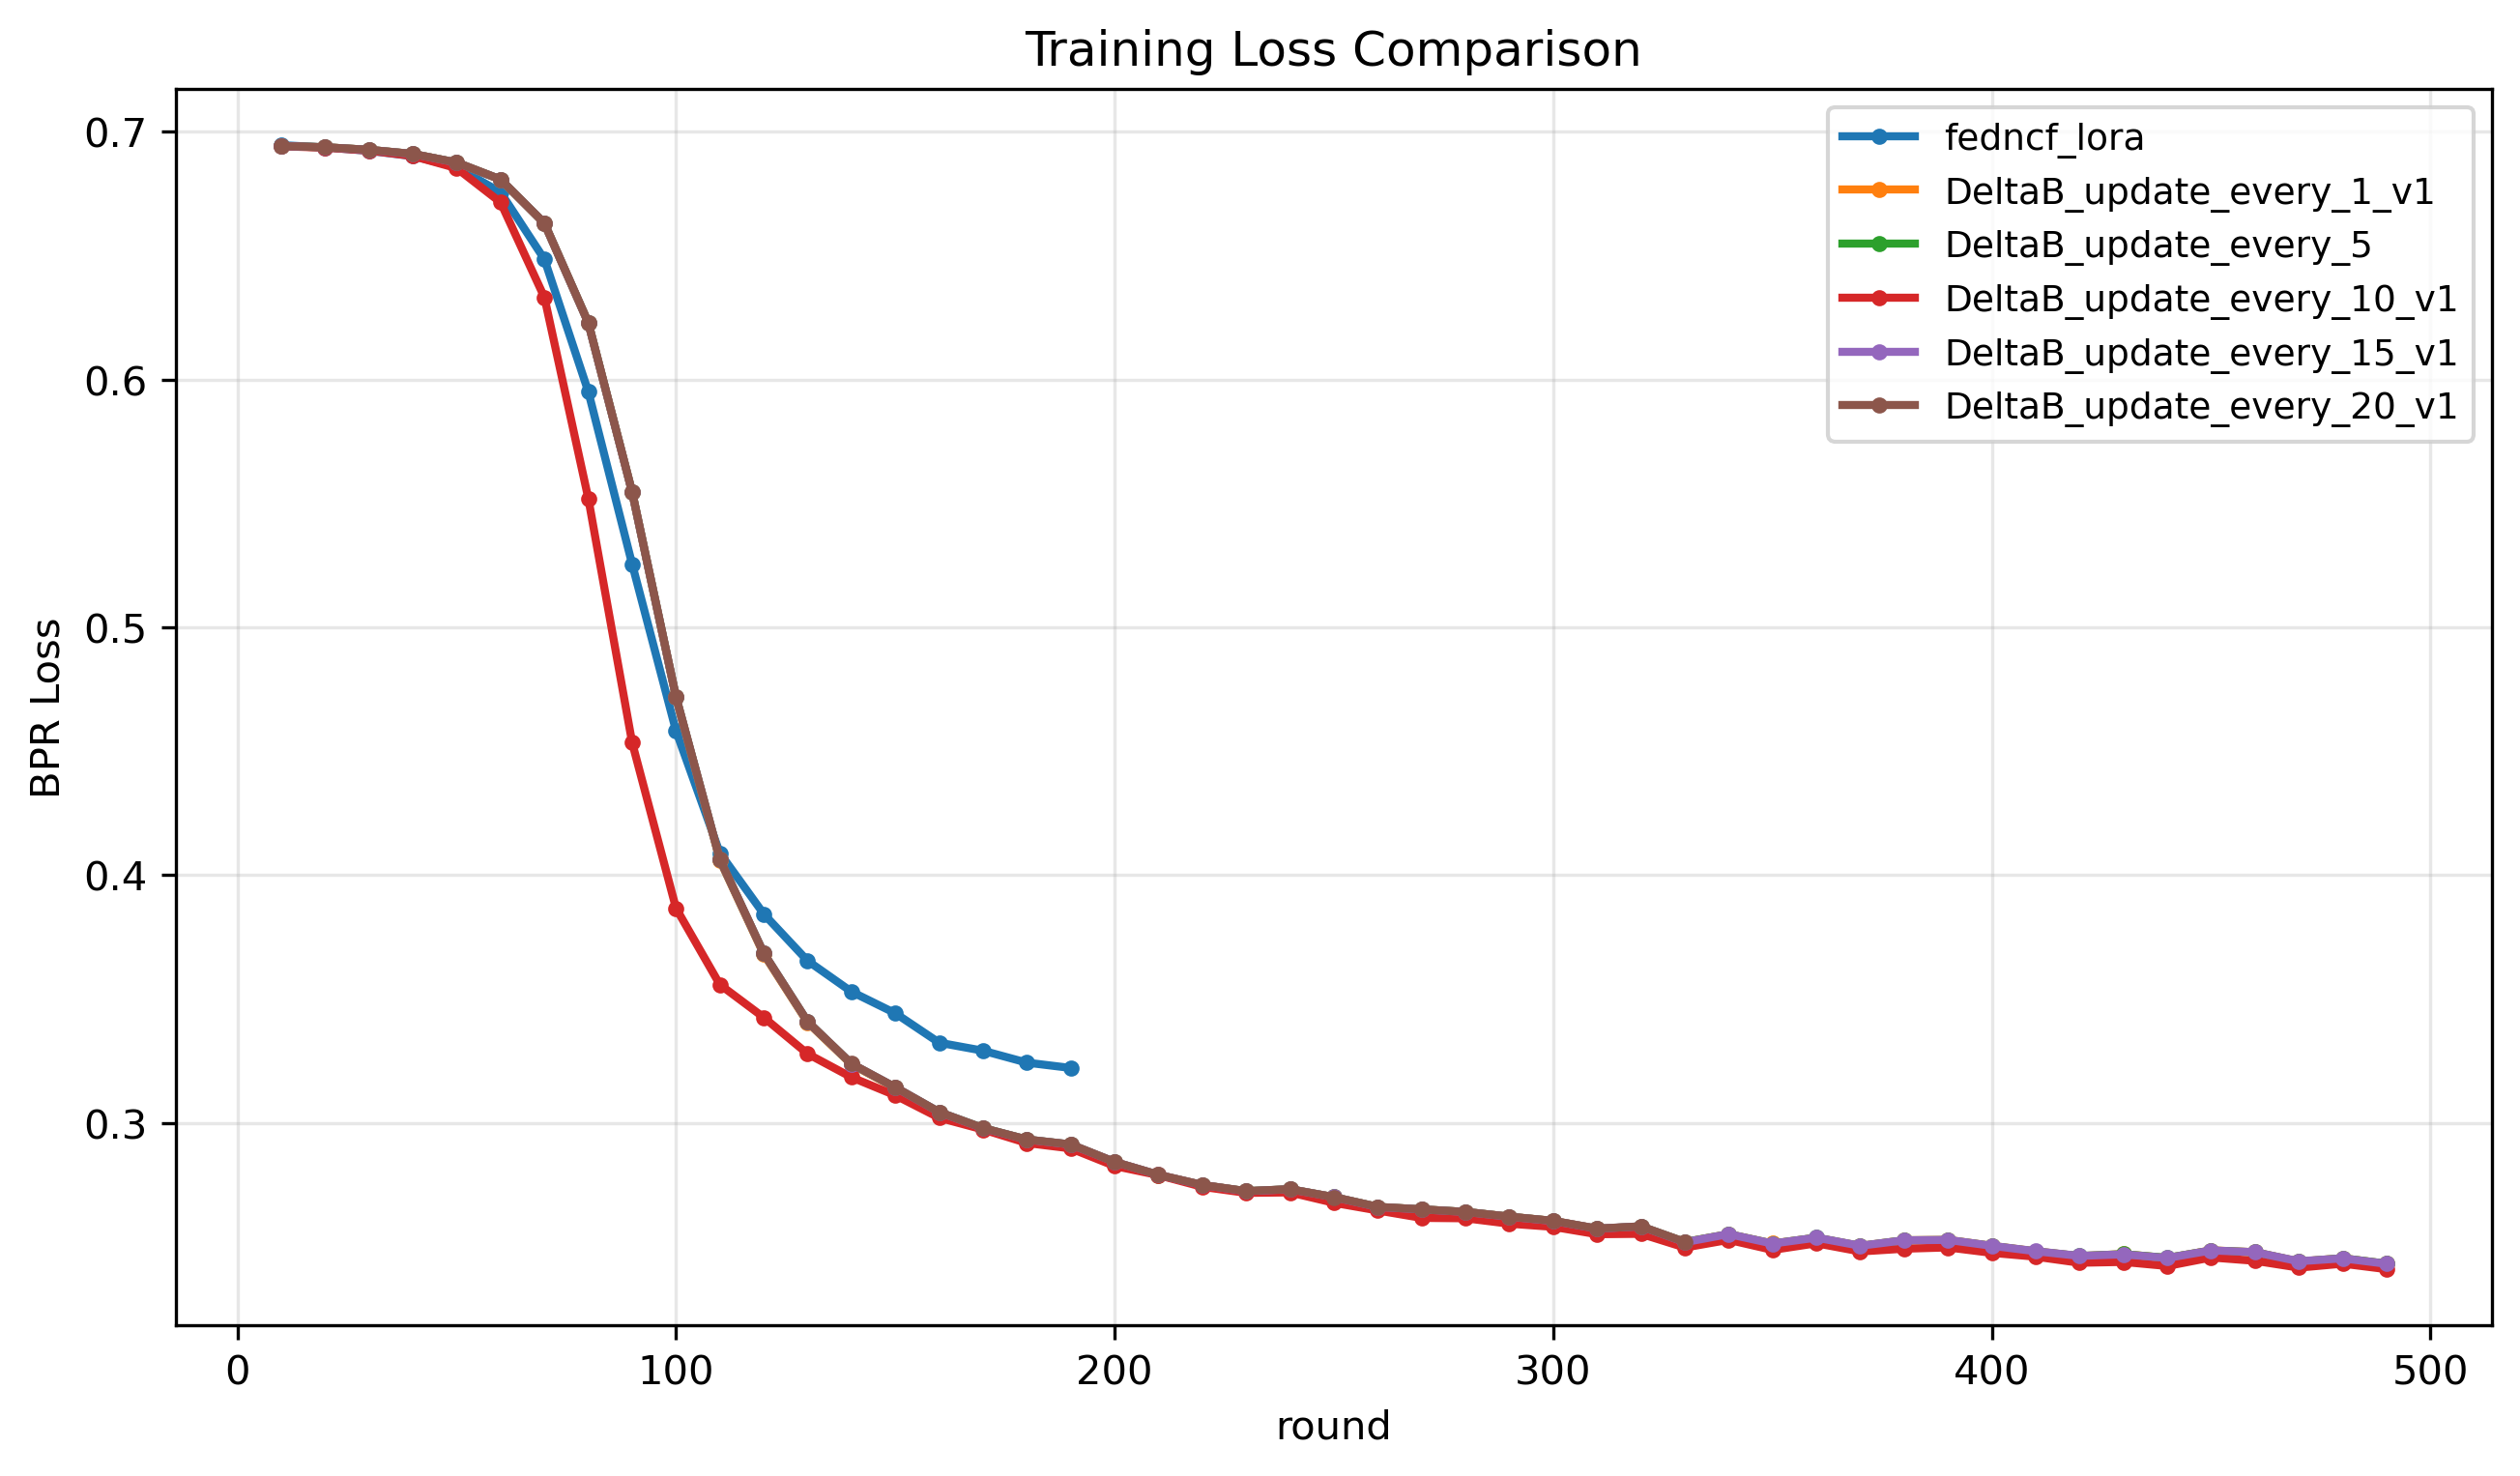 Training Loss Comparison
BPR Loss
0.7
0.6
0.5
0.4
0.3
0
100
200
300
400
500
round
fedncf_lora
DeltaB_update_every_1_v1
DeltaB_update_every_5
DeltaB_update_every_10_v1
DeltaB_update_every_15_v1
DeltaB_update_every_20_v1